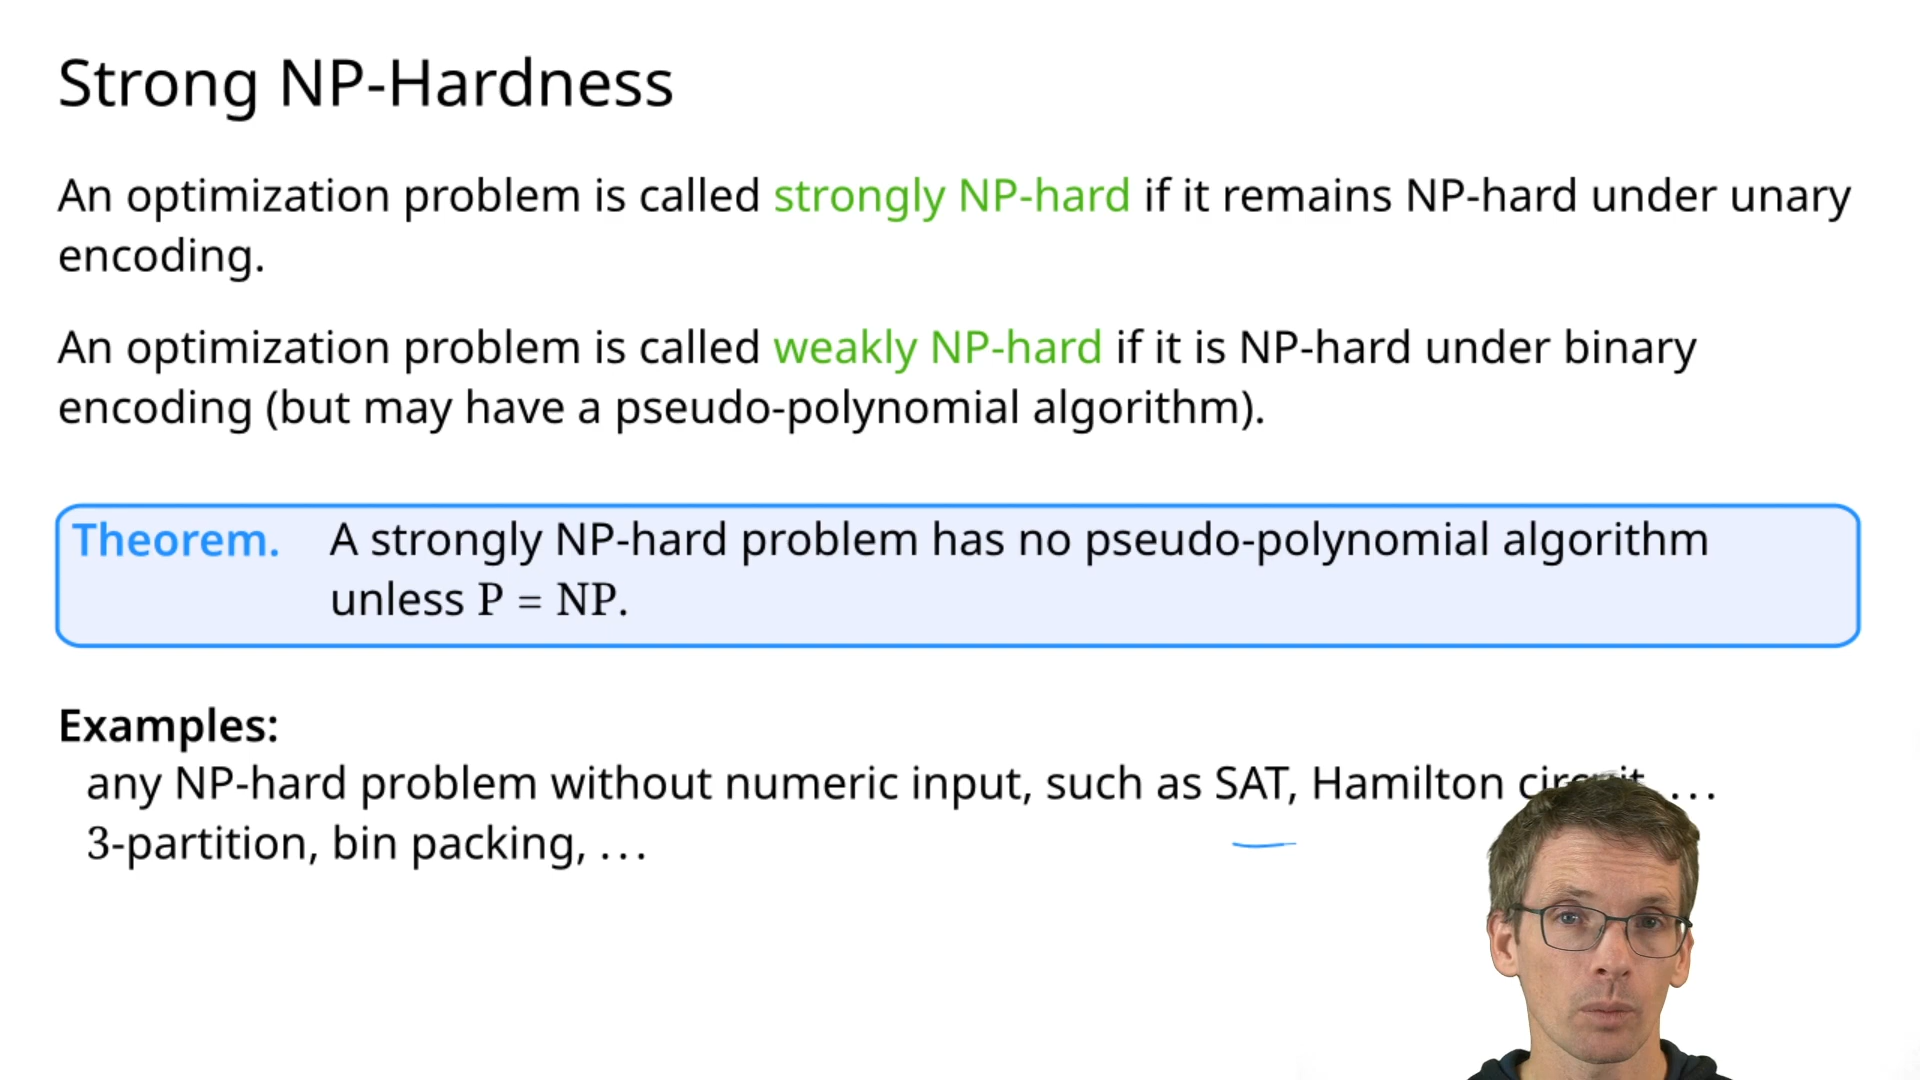 Strong NP-Hardness
An optimization problem is called strongly NP-hard if it remains NP-hard under unary
encoding.
An optimization problem is called weakly NP-hard if it is NP-hard under binary
encoding (but may have a pseudo-polynomial algorithm).
Theorem. A strongly NP-hard problem has no pseudo-polynomial algorithm
unless P = NP.
Examples:
any NP-hard problem without numeric input, such as SAT, Hamilton circuit, ...
3-partition, bin packing, ...